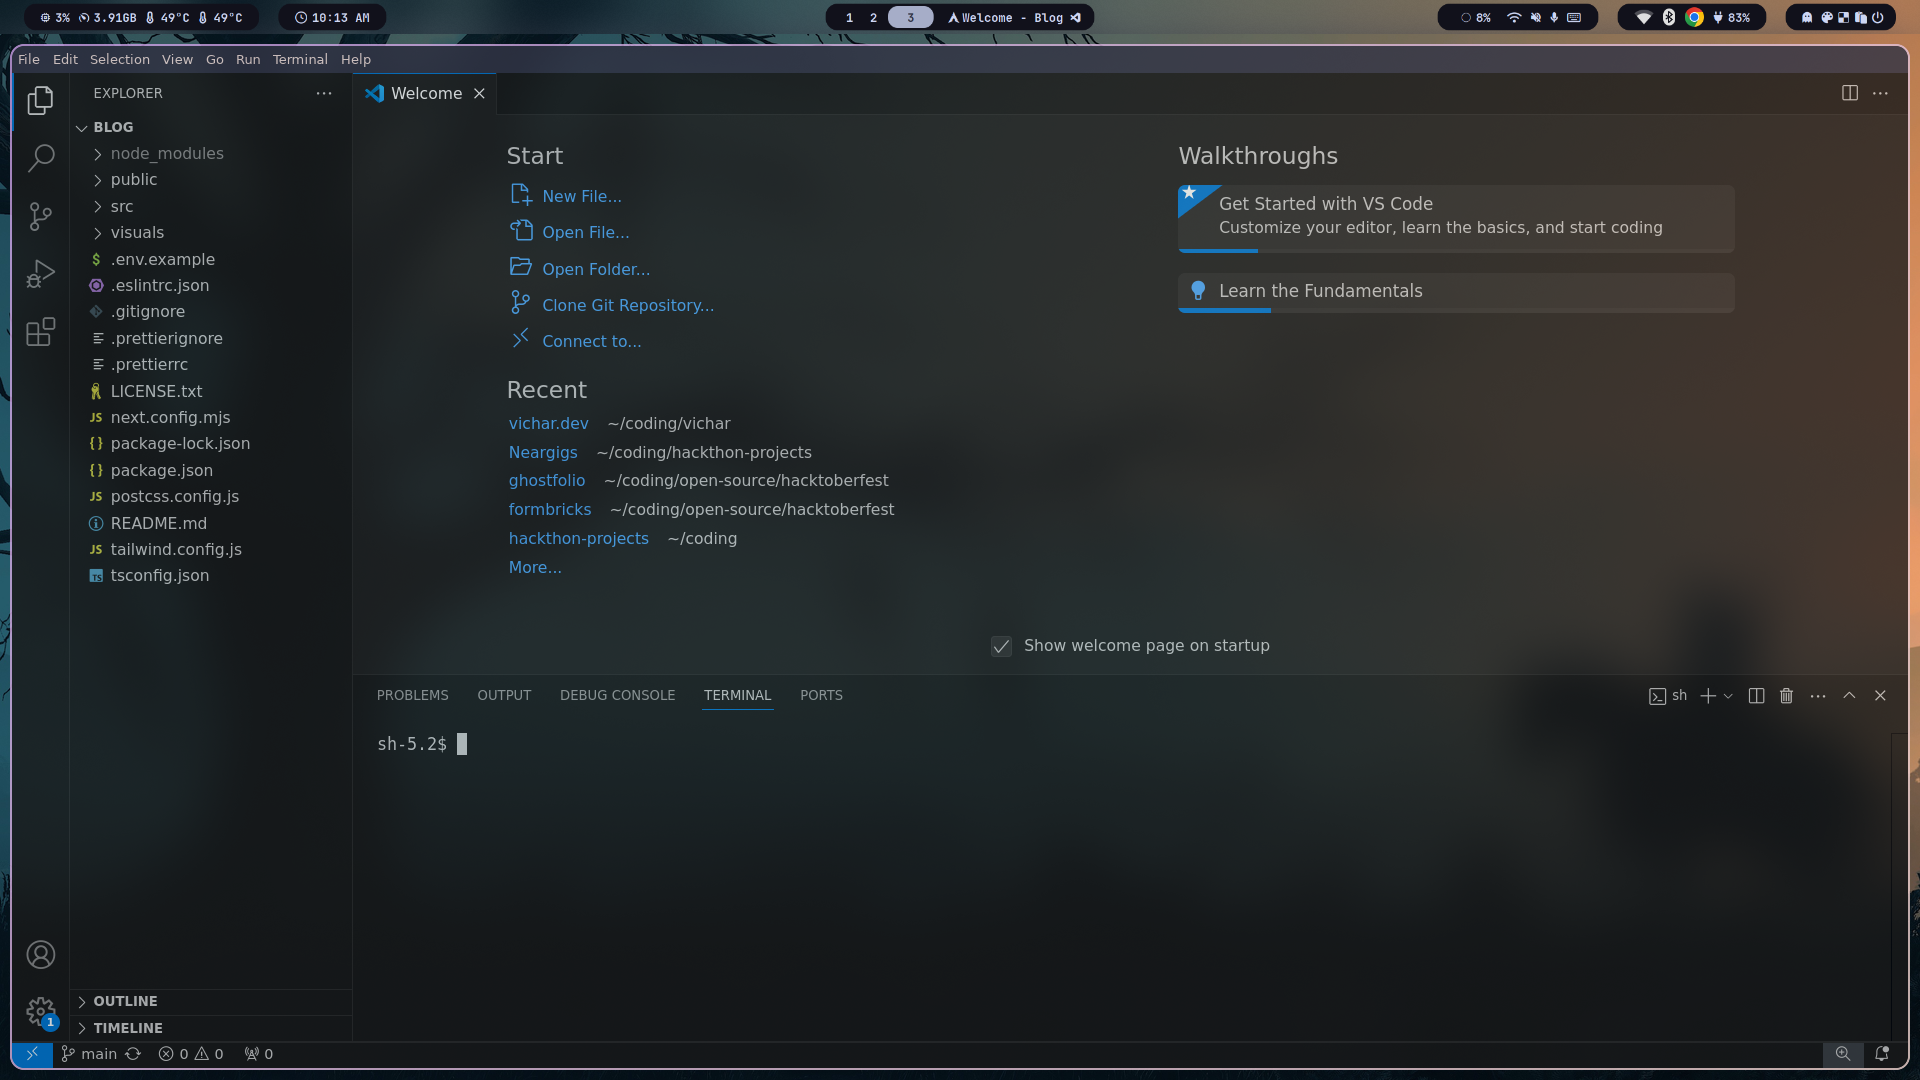 3% 3.91GB 49°C 49°C 10:13 AM 1 2 3 Welcome - Blog 8% 83%
File Edit Selection View Go Run Terminal Help
EXPLORER
BLOG
node_modules
public
src
visuals
$ .env.example
.eslintrc.json
.gitignore
.prettierignore
.prettierrc
LICENSE.txt
JS next.config.mjs
{ } package-lock.json
{ } package.json
JS postcss.config.js
README.md
JS tailwind.config.js
TS tsconfig.json
OUTLINE
TIMELINE
Welcome
Start
New File...
Open File...
Open Folder...
Clone Git Repository...
Connect to...
Recent
vichar.dev ~/coding/vichar
Neargigs ~/coding/hackthon-projects
ghostfolio ~/coding/open-source/hacktoberfest
formbricks ~/coding/open-source/hacktoberfest
hackthon-projects ~/coding
More...
Walkthroughs
Get Started with VS Code
Customize your editor, learn the basics, and start coding
Learn the Fundamentals
Show welcome page on startup
PROBLEMS OUTPUT DEBUG CONSOLE TERMINAL PORTS sh
sh-5.2$
1
main 0 0 0